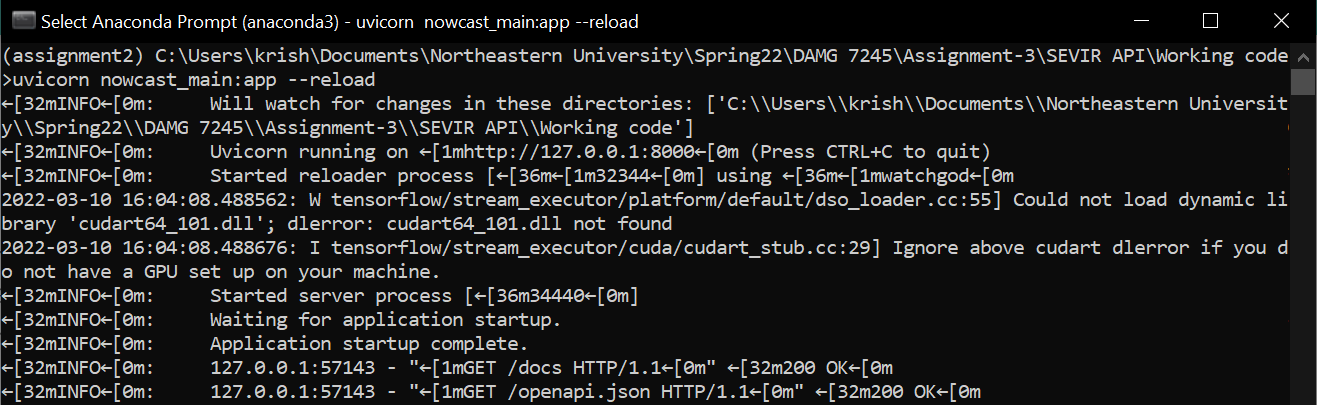 Select Anaconda Prompt (anaconda3) - uvicorn  nowcast_main:app --reload
(assignment2) C:\Users\krish\Documents\Northeastern University\Spring22\DAMG 7245\Assignment-3\SEVIR API\Working code
>uvicorn nowcast_main:app --reload
←[32mINFO←[0m:     Will watch for changes in these directories: ['C:\\Users\\krish\\Documents\\Northeastern Universit
y\\Spring22\\DAMG 7245\\Assignment-3\\SEVIR API\\Working code']
←[32mINFO←[0m:     Uvicorn running on ←[1mhttp://127.0.0.1:8000←[0m (Press CTRL+C to quit)
←[32mINFO←[0m:     Started reloader process [←[36m←[1m32344←[0m] using ←[36m←[1mwatchgod←[0m
2022-03-10 16:04:08.488562: W tensorflow/stream_executor/platform/default/dso_loader.cc:55] Could not load dynamic li
brary 'cudart64_101.dll'; dlerror: cudart64_101.dll not found
2022-03-10 16:04:08.488676: I tensorflow/stream_executor/cuda/cudart_stub.cc:29] Ignore above cudart dlerror if you d
o not have a GPU set up on your machine.
←[32mINFO←[0m:     Started server process [←[36m34440←[0m]
←[32mINFO←[0m:     Waiting for application startup.
←[32mINFO←[0m:     Application startup complete.
←[32mINFO←[0m:     127.0.0.1:57143 - "←[1mGET /docs HTTP/1.1←[0m" ←[32m200 OK←[0m
←[32mINFO←[0m:     127.0.0.1:57143 - "←[1mGET /openapi.json HTTP/1.1←[0m" ←[32m200 OK←[0m